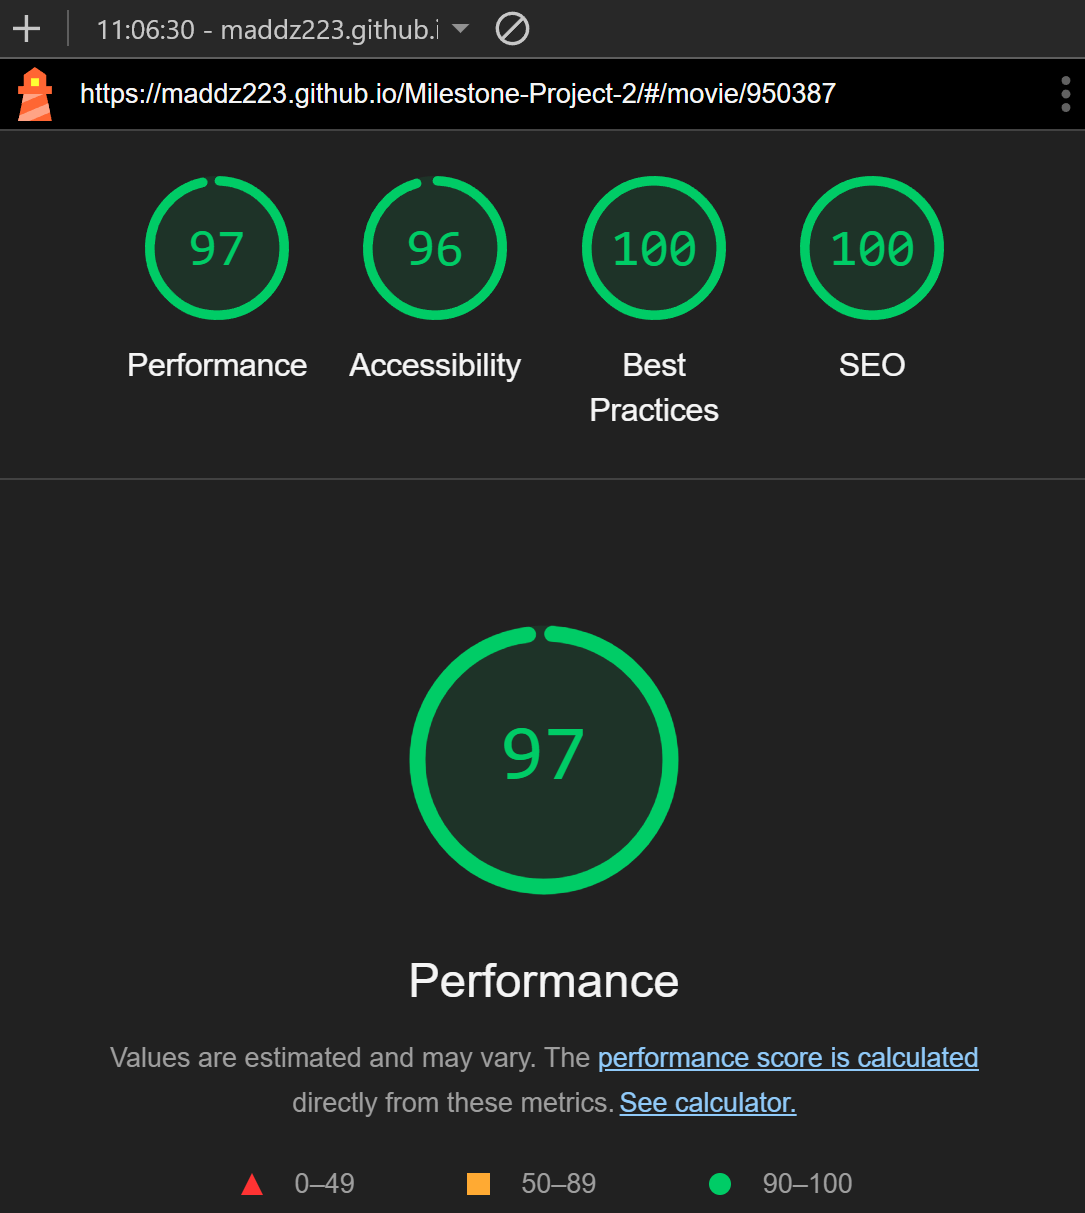 11:06:30 - maddz223.github.i
https://maddz223.github.io/Milestone-Project-2/#/movie/950387
97 96 100 100
Performance Accessibility Best Practices SEO
97
Performance
Values are estimated and may vary. The performance score is calculated
directly from these metrics. See calculator.
0–49 50–89 90–100